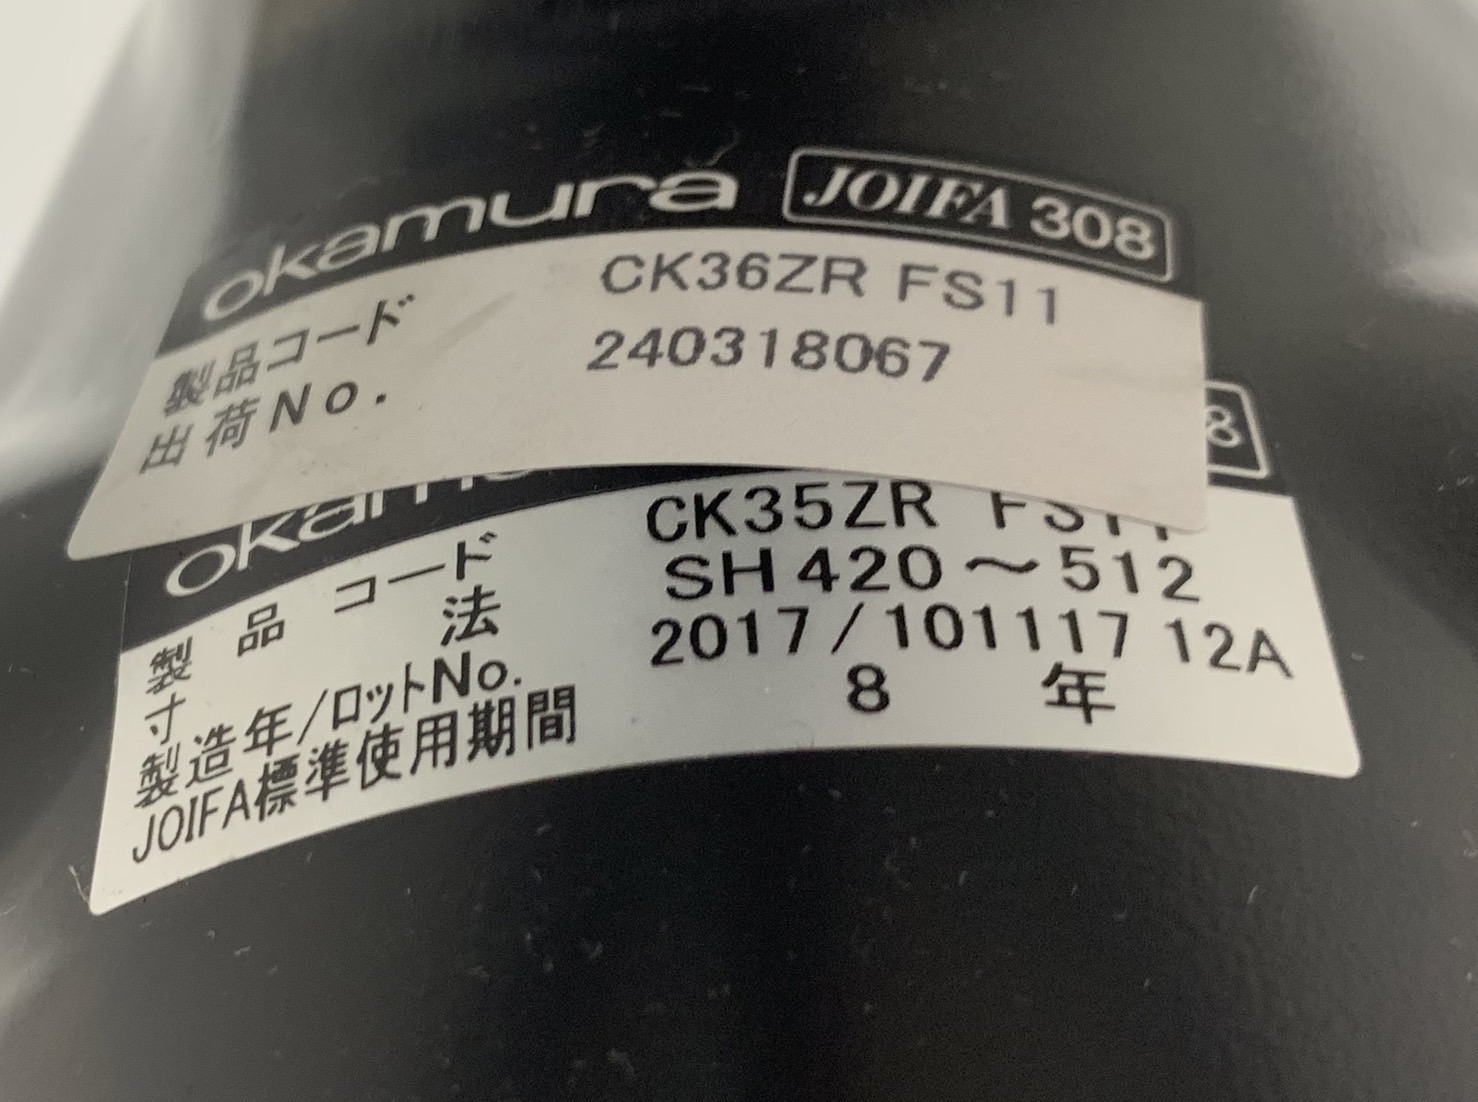 okamura JOIFA 308
製品コード CK36ZR FS11
出荷No. 240318067
8
製品コード CK35ZR FS11
寸法 SH420～512
製造年/ロットNo. 2017/101117 12A
JOIFA標準使用期間 8年